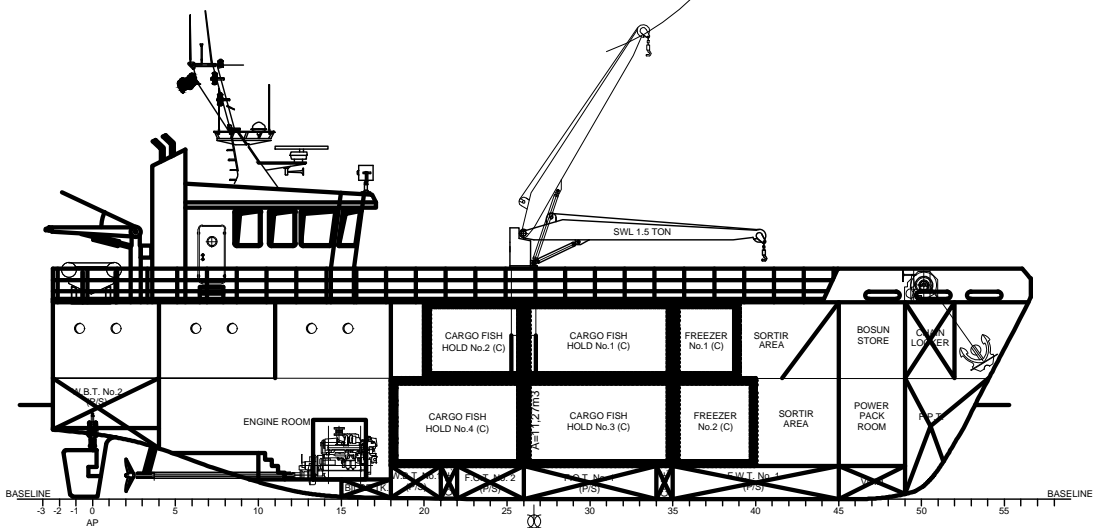 SWL 1.5 TON
CARGO FISH
HOLD No.2 (C)
CARGO FISH
HOLD No.1 (C)
FREEZER
No.1 (C)
SORTIR
AREA
BOSUN
STORE
CHAIN
LOCKER
W.B.T. No.2
(P/S)
ENGINE ROOM
CARGO FISH
HOLD No.4 (C)
A=11,27m3
CARGO FISH
HOLD No.3 (C)
FREEZER
No.2 (C)
SORTIR
AREA
POWER
PACK
ROOM
F.P.T.
(P/S)
F.O.T. No. 2
(P/S)
(P/S)
F.W.T. No. 1
(P/S)
BASELINE
BASELINE
-3 -2 -1 0 5 10 15 20 25 30 35 40 45 50 55
AP